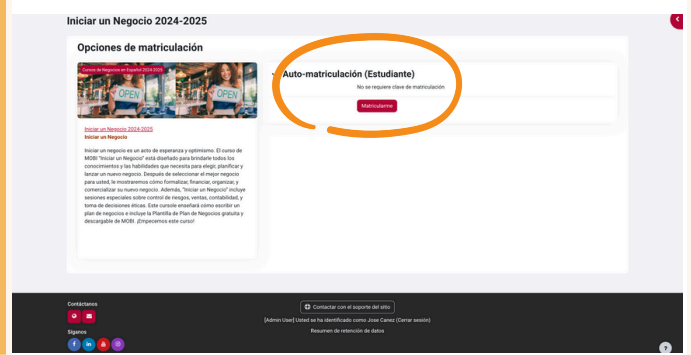 Iniciar un Negocio 2024-2025
Opciones de matriculación
Cursos de Negocios en Español 2024-2025
OPEN
OPEN
Iniciar un Negocio 2024-2025
Iniciar un Negocio
Iniciar un negocio es un acto de esperanza y optimismo. El curso de
MOBI "Iniciar un Negocio" está diseñado para brindarle todos los
conocimientos y las habilidades que necesita para elegir, planificar y
lanzar un nuevo negocio. Después de seleccionar el mejor negocio
para usted, le mostraremos cómo formalizar, financiar, organizar, y
comercializar su nuevo negocio. Además, "Iniciar un Negocio" incluye
sesiones especiales sobre control de riesgos, ventas, contabilidad, y
toma de decisiones éticas. Este cursole enseñará cómo escribir un
plan de negocios e incluye la Plantilla de Plan de Negocios gratuita y
descargable de MOBI. ¡Empecemos este curso!
Auto-matriculación (Estudiante)
No se requiere clave de matriculación
Matricularme
Contáctanos
Síganos
Contactar con el soporte del sitio
[Admin User] Usted se ha identificado como Jose Canez (Cerrar sesión)
Resumen de retención de datos